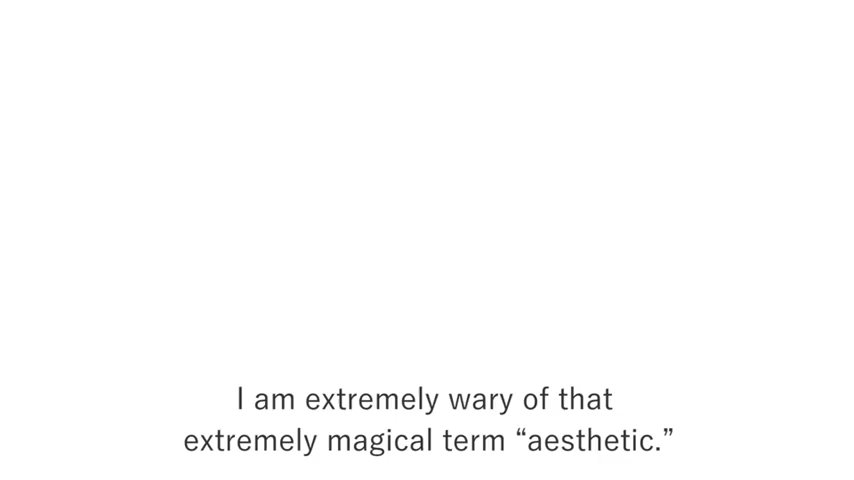 I am extremely wary of that
extremely magical term “aesthetic.”